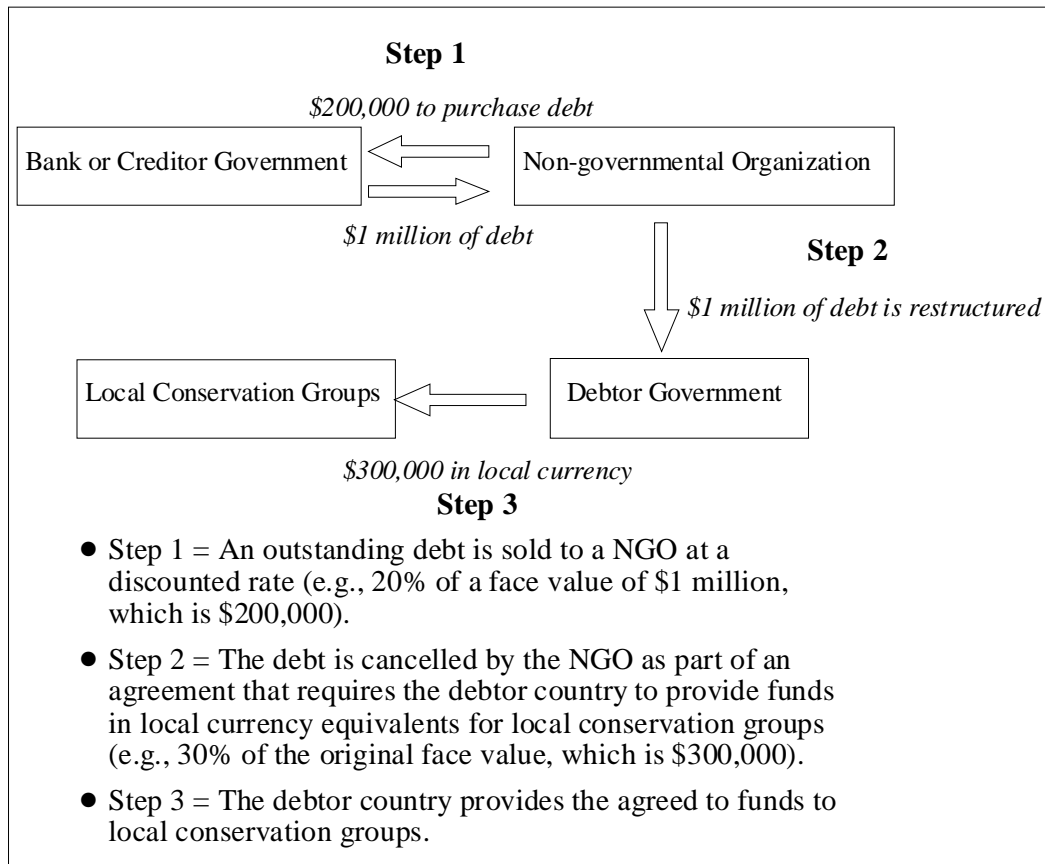 Step 1
$200,000 to purchase debt
Bank or Creditor Government
Non-governmental Organization
$1 million of debt
Step 2
$1 million of debt is restructured
Local Conservation Groups
Debtor Government
$300,000 in local currency
Step 3
● Step 1 = An outstanding debt is sold to a NGO at a
discounted rate (e.g., 20% of a face value of $1 million,
which is $200,000).
● Step 2 = The debt is cancelled by the NGO as part of an
agreement that requires the debtor country to provide funds
in local currency equivalents for local conservation groups
(e.g., 30% of the original face value, which is $300,000).
● Step 3 = The debtor country provides the agreed to funds to
local conservation groups.